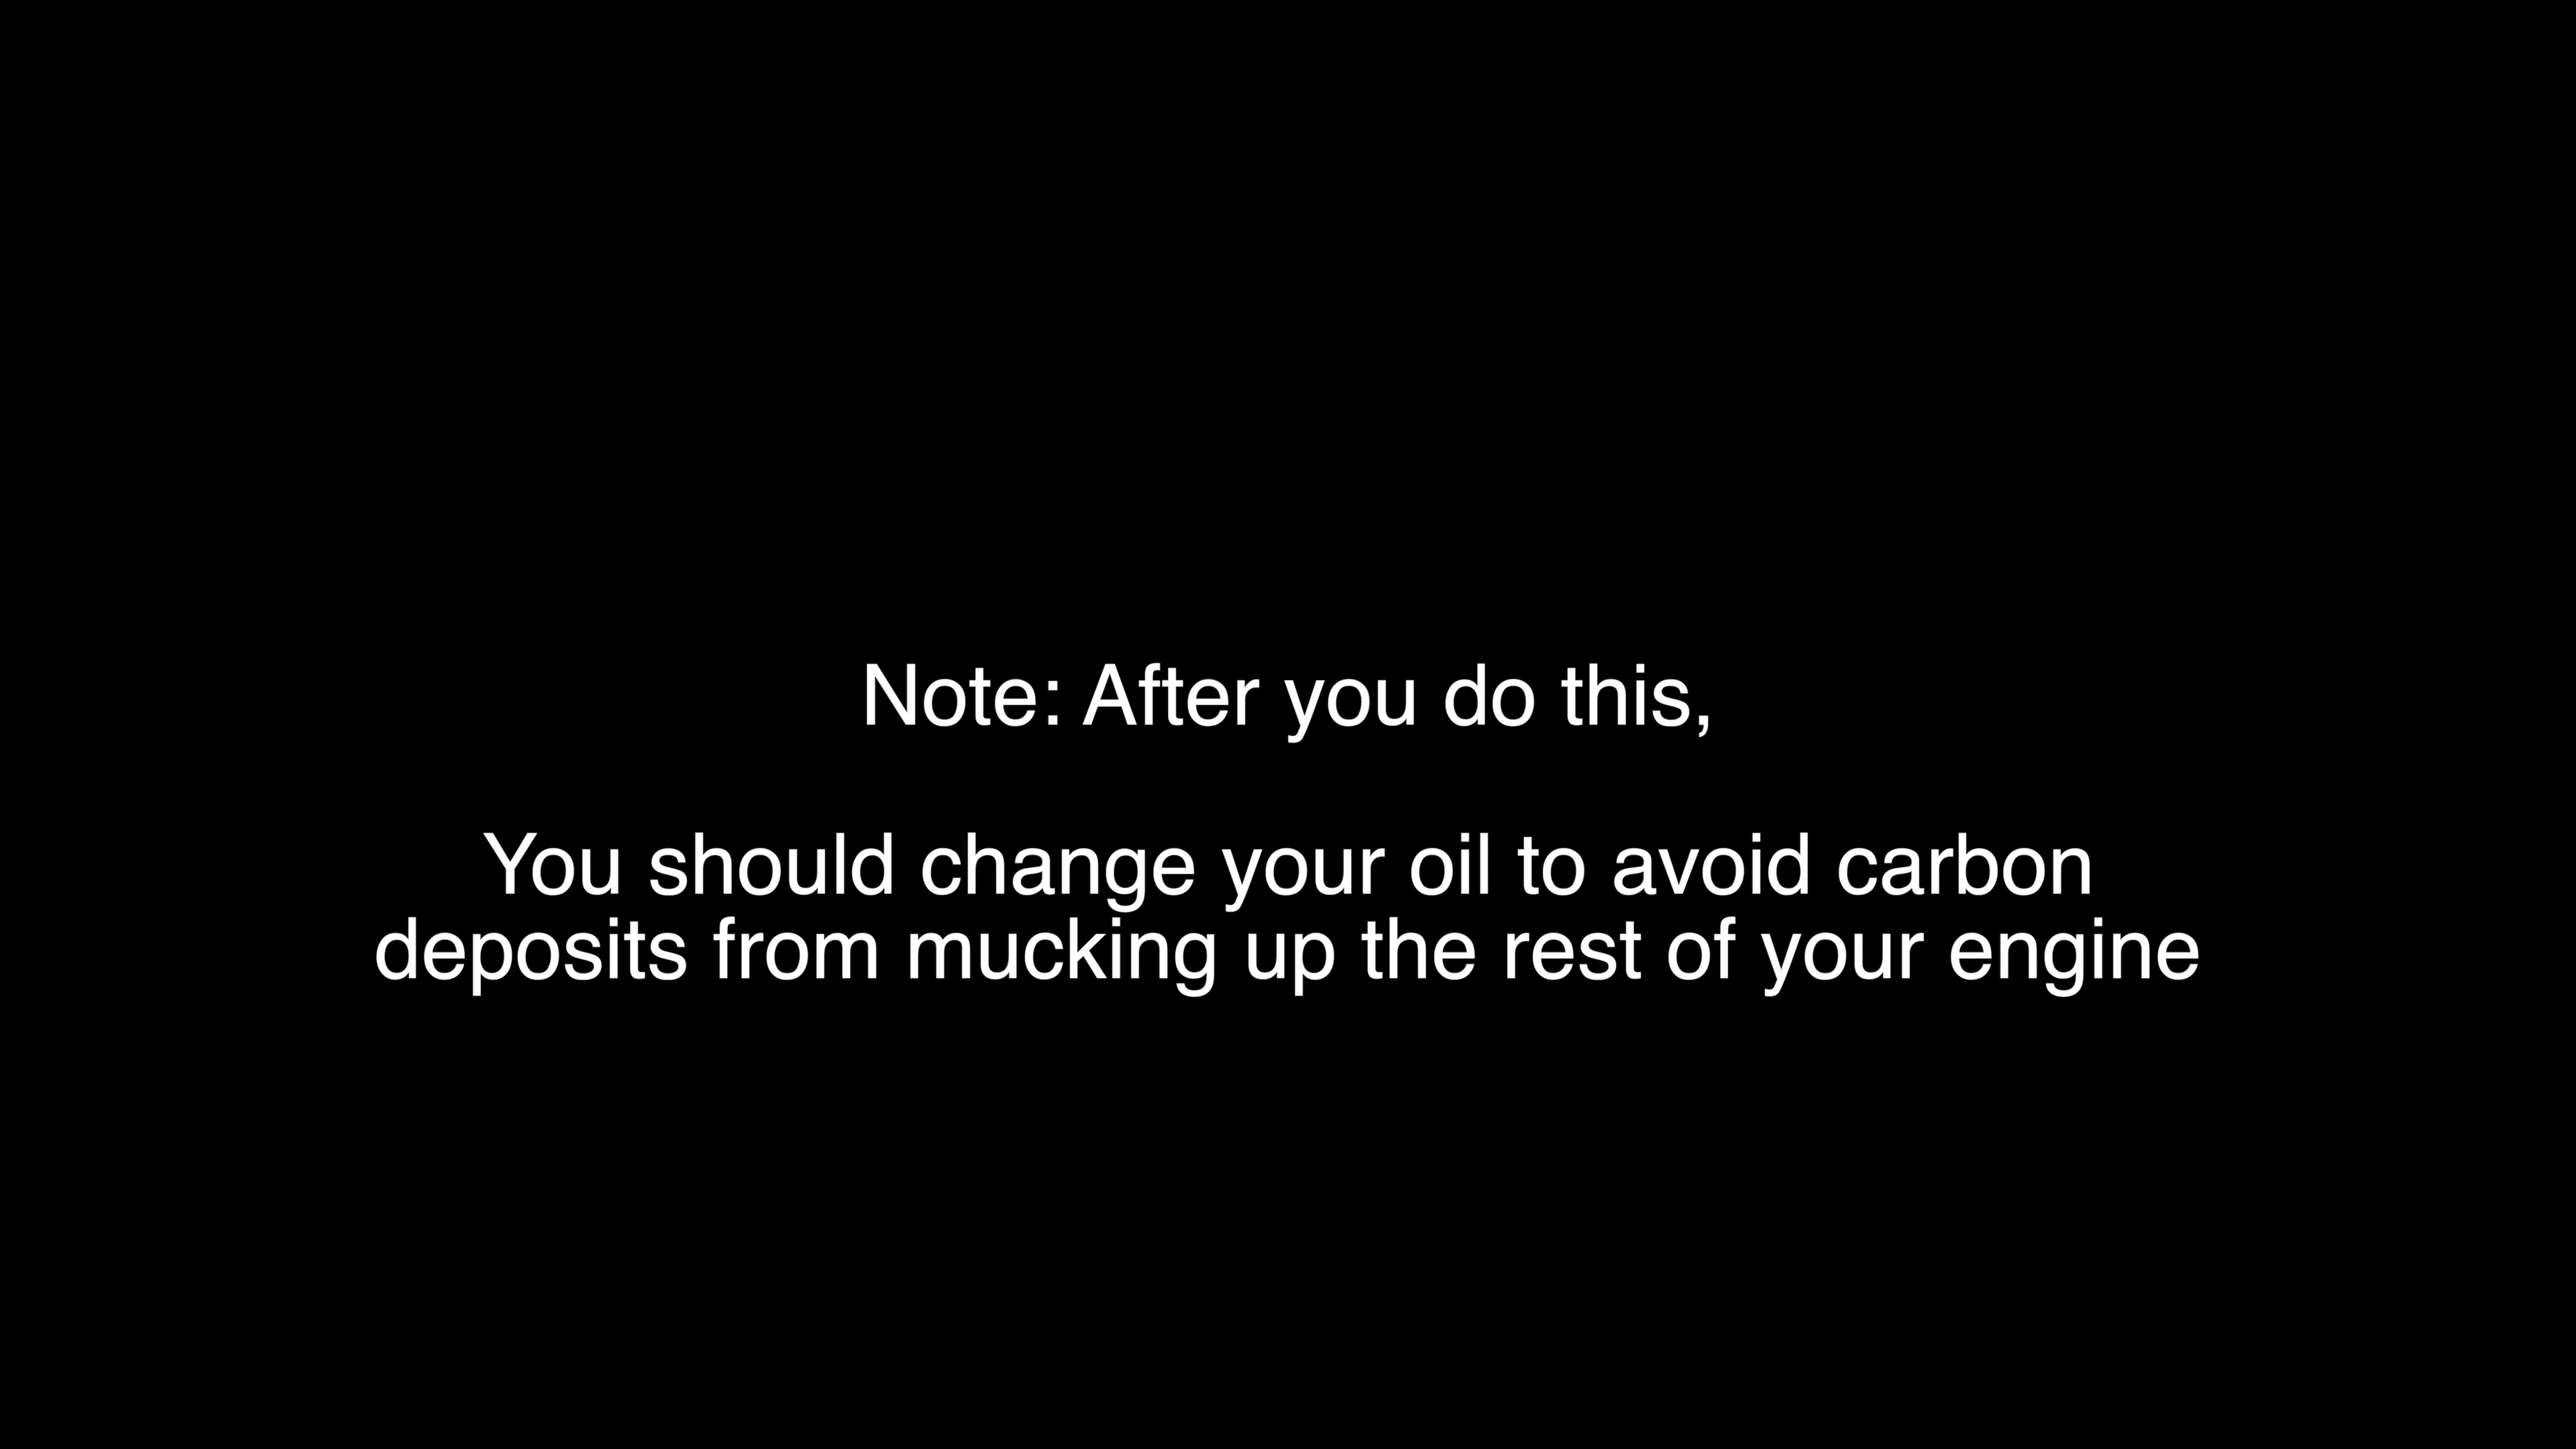 Note: After you do this,
You should change your oil to avoid carbon
deposits from mucking up the rest of your engine